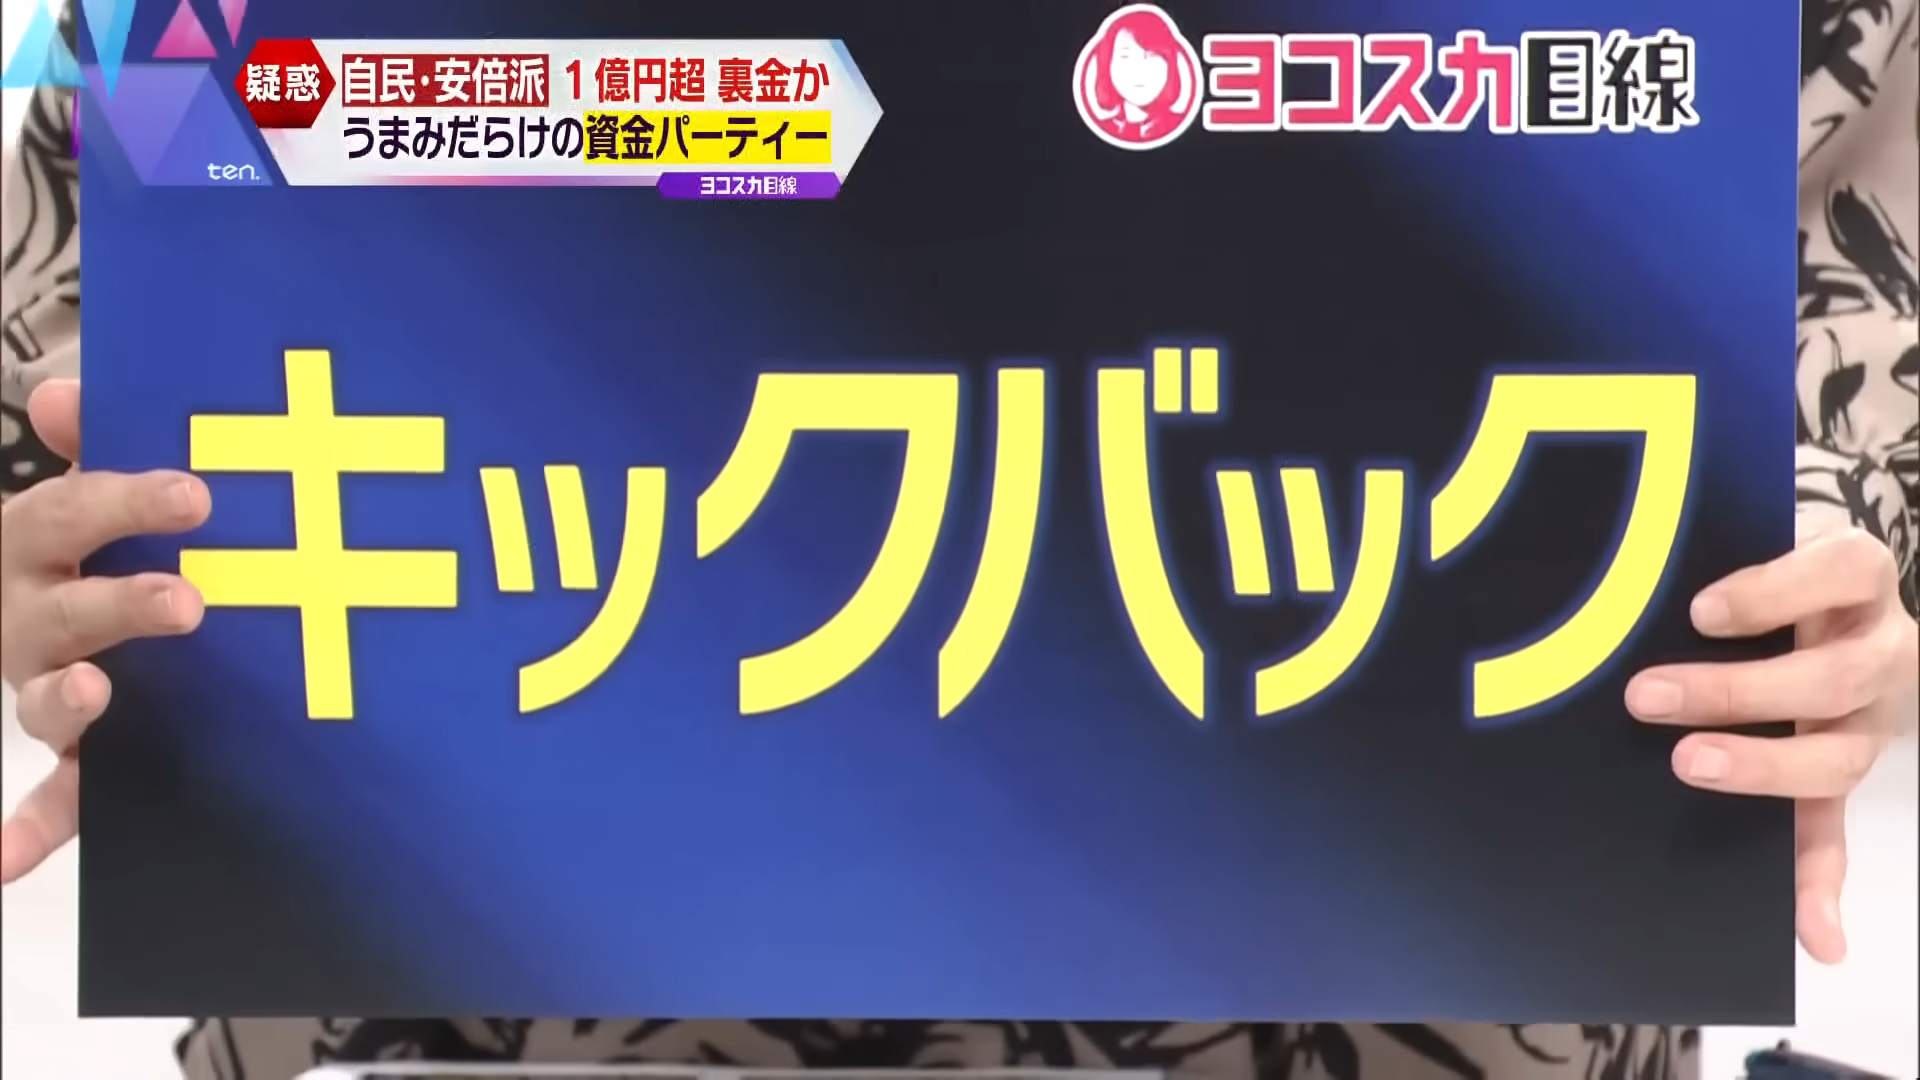 疑惑
自民・安倍派 1億円超 裏金か
うまみだらけの資金パーティー
ten.
ヨコスカ目線
ヨコスカ目線
キックバック